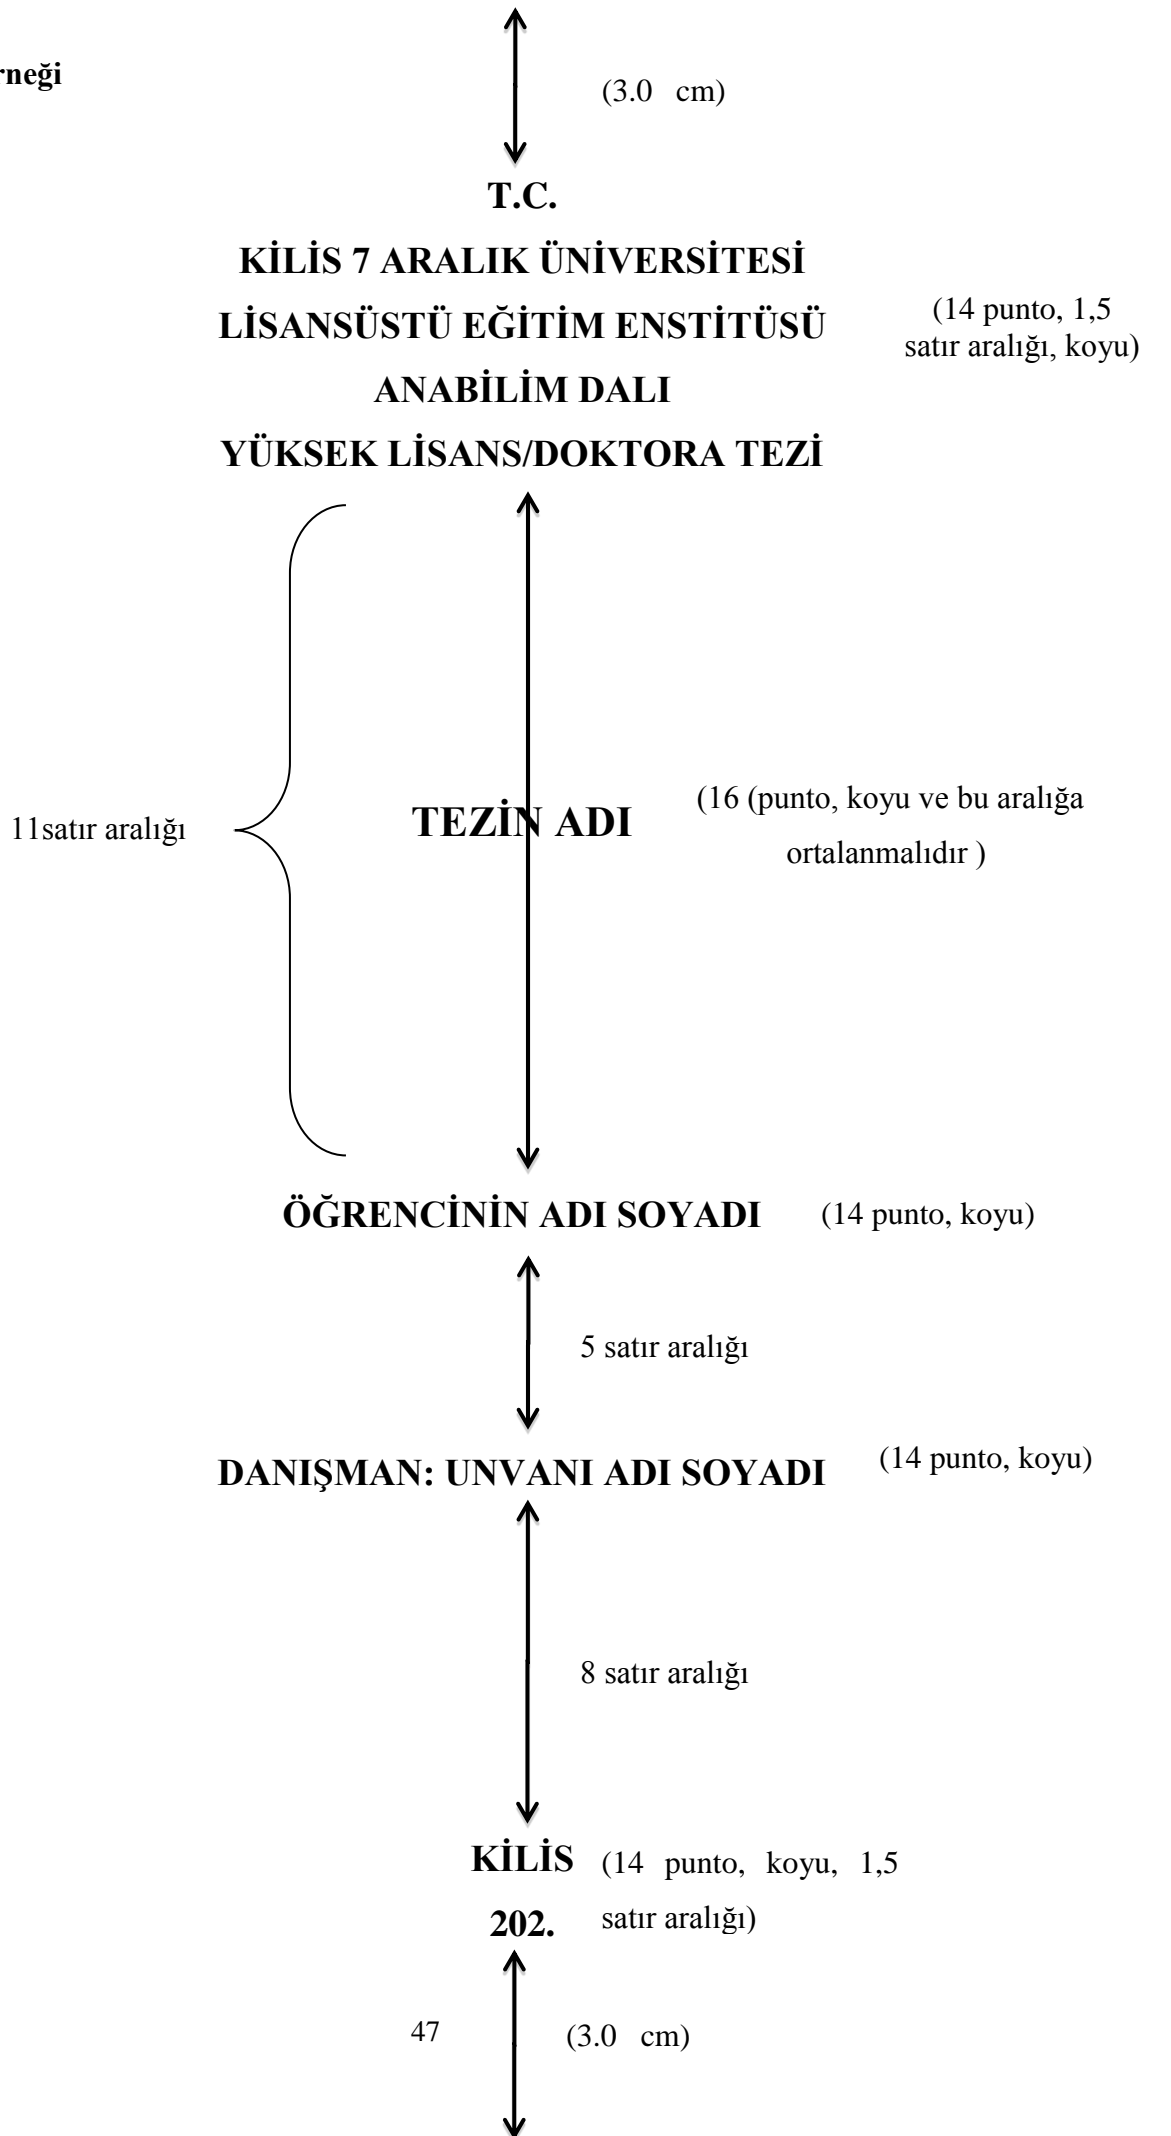 rneği
(3.0 cm)
T.C.
KİLİS 7 ARALIK ÜNİVERSİTESİ
LİSANSÜSTÜ EĞİTİM ENSTİTÜSÜ
(14 punto, 1,5
satır aralığı, koyu)
ANABİLİM DALI
YÜKSEK LİSANS/DOKTORA TEZİ
11satır aralığı
TEZİN ADI
(16 (punto, koyu ve bu aralığa
ortalanmalıdır )
ÖĞRENCİNİN ADI SOYADI
(14 punto, koyu)
5 satır aralığı
DANIŞMAN: UNVANI ADI SOYADI
(14 punto, koyu)
8 satır aralığı
KİLİS
(14 punto, koyu, 1,5
satır aralığı)
202.
47
(3.0 cm)